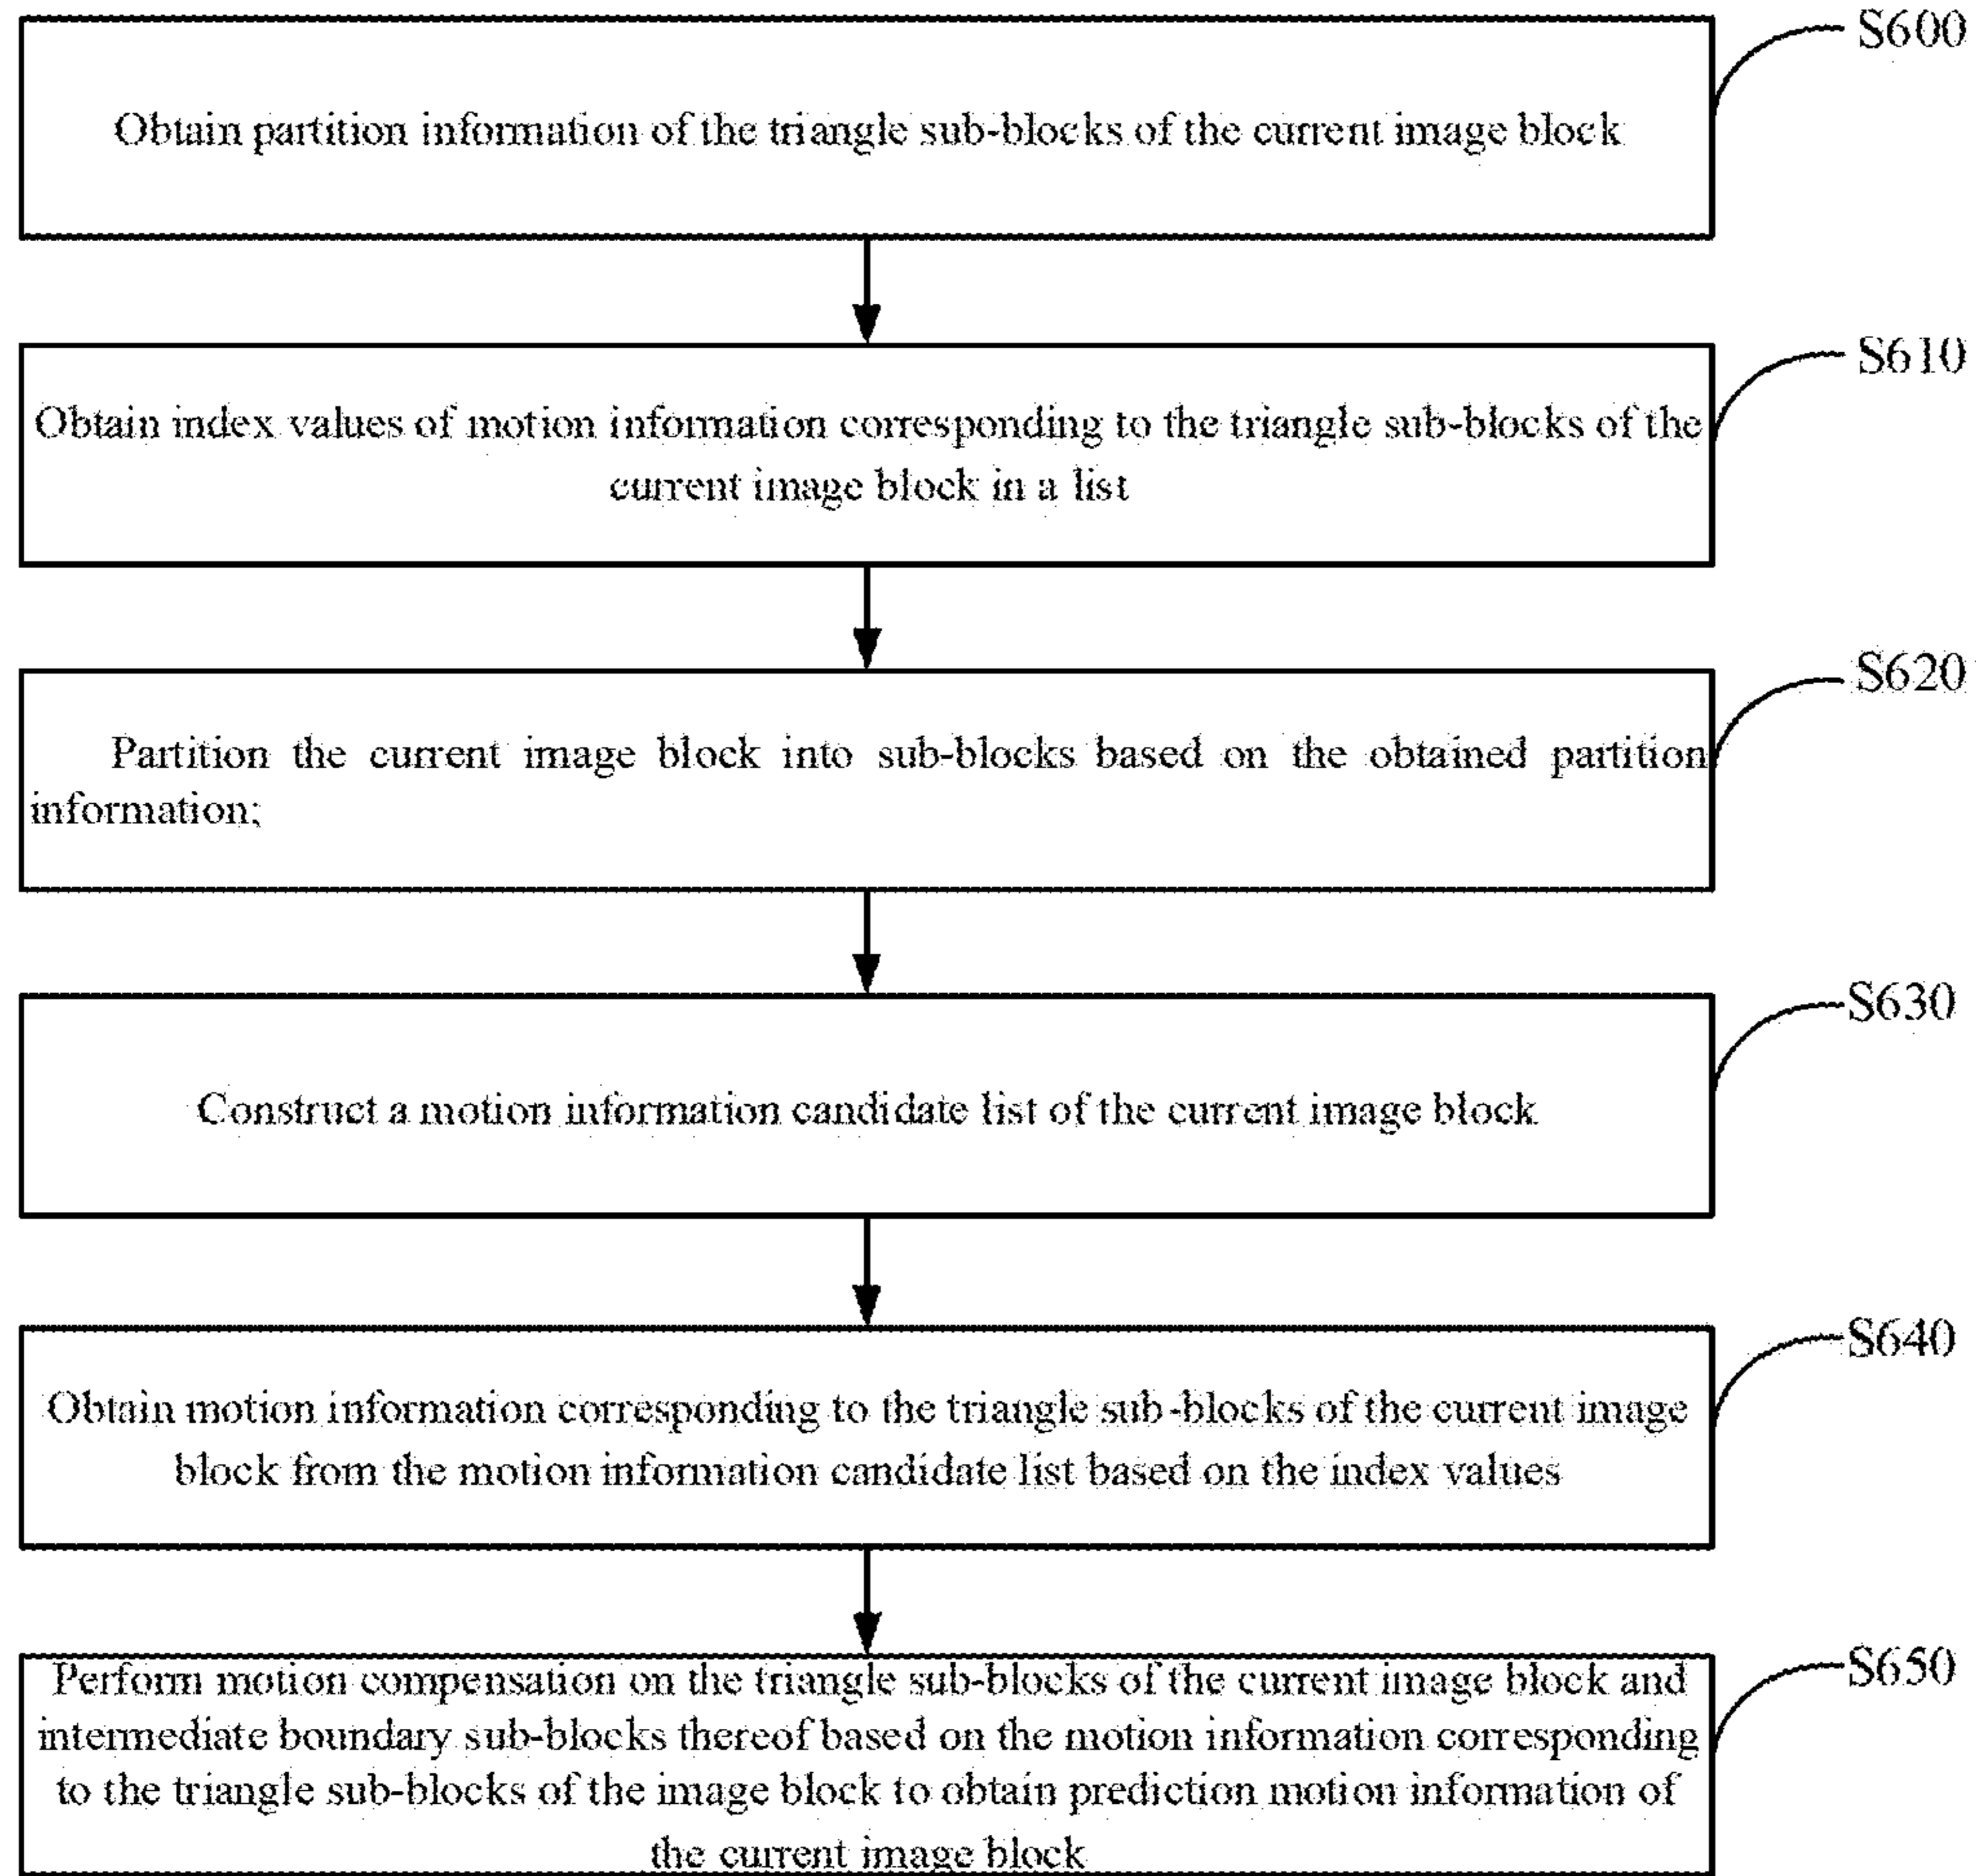 S600
Obtain partition information of the triangle sub-blocks of the current image block
S610
Obtain index values of motion information corresponding to the triangle sub-blocks of the
current image block in a list
S620
Partition the current image block into sub-blocks based on the obtained partition
information;
S630
Construct a motion information candidate list of the current image block
S640
Obtain motion information corresponding to the triangle sub-blocks of the current image
block from the motion information candidate list based on the index values
S650
Perform motion compensation on the triangle sub-blocks of the current image block and
intermediate boundary sub-blocks thereof based on the motion information corresponding
to the triangle sub-blocks of the image block to obtain prediction motion information of
the current image block